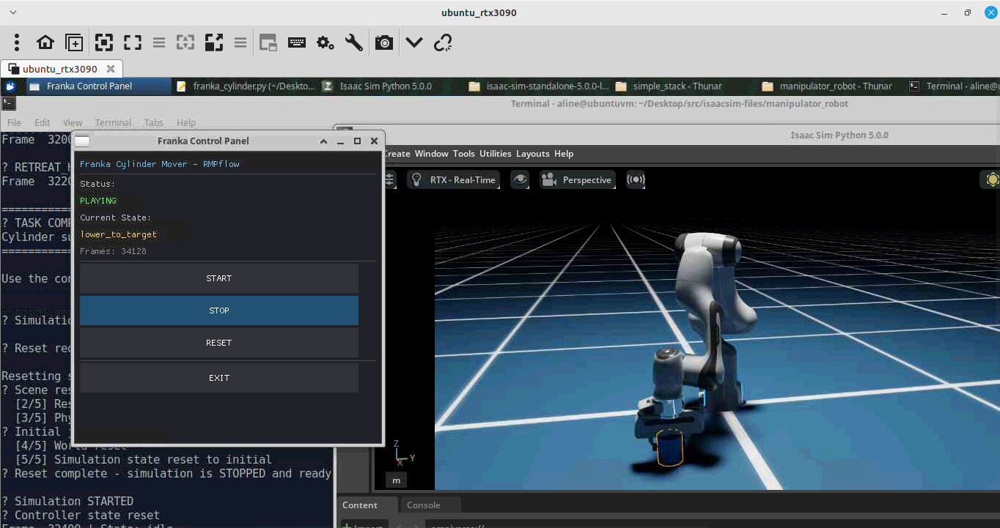 ubuntu_rtx3090
ubuntu_rtx3090
Franka Control Panel
franka_cylinder.py (~/Deskto...
Isaac Sim Python 5.0.0
isaac-sim-standalone-5.0.0-l...
simple_stack - Thunar
manipulator_robot - Thunar
Terminal - aline@u
Terminal - aline@ubuntuvm: ~/Desktop/src/isaacsim-files/manipulator_robot
File Edit View Terminal Tabs Help
Frame 3200
? RETREAT
Frame 3220
============
? TASK COMP
Cylinder su
============
Use the con
? Simulatio
? Reset rec
Resetting s
? Scene res
[2/5] Res
[3/5] Phy
? Initial
[4/5] World reset
[5/5] Simulation state reset to initial
? Reset complete - simulation is STOPPED and ready
? Simulation STARTED
? Controller state reset
Frame 32400 | State: idle
Franka Control Panel
Franka Cylinder Mover - RMPflow
Status:
PLAYING
Current State:
lower_to_target
Frames: 34128
START
STOP
RESET
EXIT
Isaac Sim Python 5.0.0
Create Window Tools Utilities Layouts Help
RTX - Real-Time
Perspective
Z
Y
X
m
Content
Console
Import
omniverse://